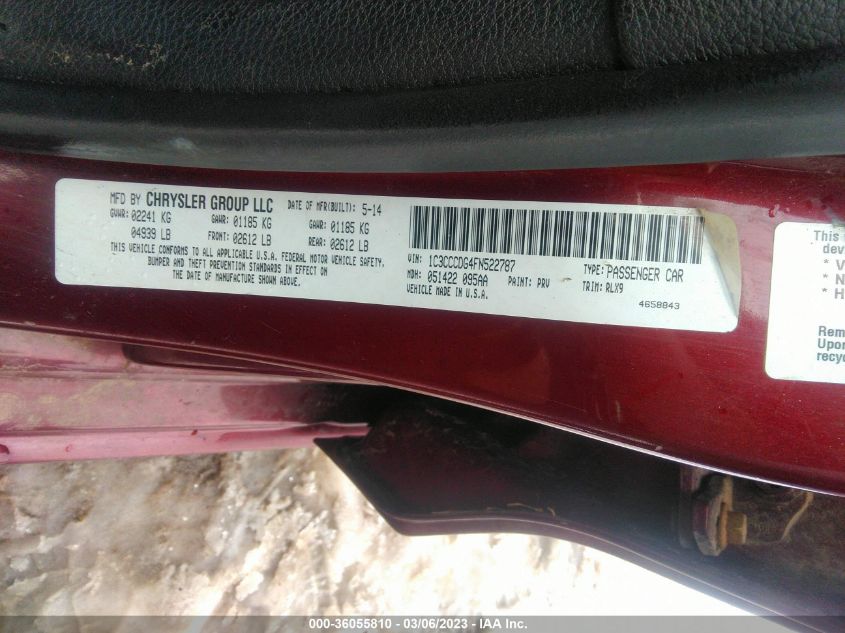 MFD BY CHRYSLER GROUP LLC DATE OF MFR(BUILT): 5-14
GVWR: 02241 KG GAWR: 01185 KG GAWR: 01185 KG
04939 LB FRONT: 02612 LB REAR: 02612 LB
THIS VEHICLE CONFORMS TO ALL APPLICABLE U.S.A. FEDERAL MOTOR VEHICLE SAFETY,
BUMPER AND THEFT PREVENTION STANDARDS IN EFFECT ON
THE DATE OF MANUFACTURE SHOWN ABOVE.
VIN: 1C3CCCDG4FN522787 TYPE: PASSENGER CAR
MDH: 051422 095AA PAINT: PRV TRIM: RLX9
VEHICLE MADE IN U.S.A.
4658843
This
dev
* V
* N
* H
Rem
Upon
recyc
000-36055810 - 03/06/2023 - IAA Inc.